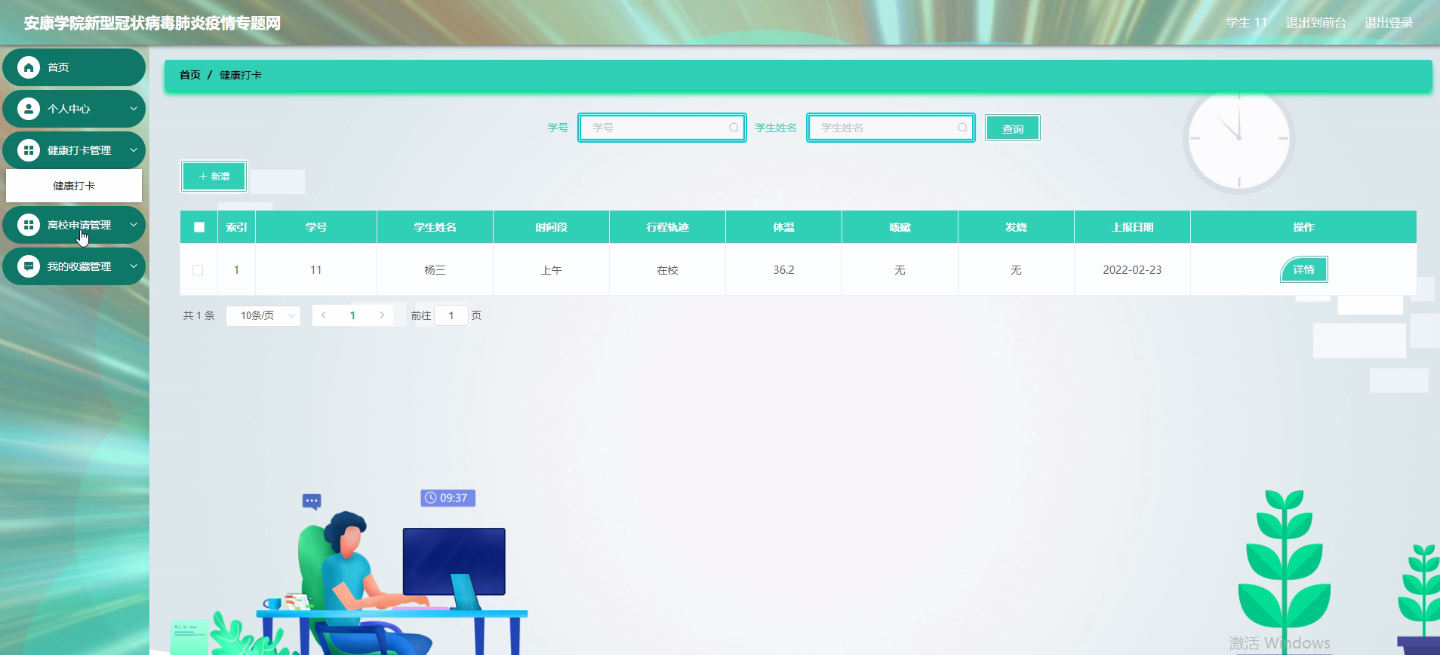 安康学院新型冠状病毒肺炎疫情专题网
学生 11 退出到前台 退出登录
首页
个人中心
健康打卡管理
健康打卡
离校申请管理
我的收藏管理
首页 / 健康打卡
学号 学号 学生姓名 学生姓名 查询
+ 新增
索引 学号 学生姓名 时间段 行程轨迹 体温 咳嗽 发烧 上报日期 操作
1 11 杨三 上午 在校 36.2 无 无 2022-02-23 详情
共 1 条 10条/页 1 前往 1 页
09:37
激活 Windows